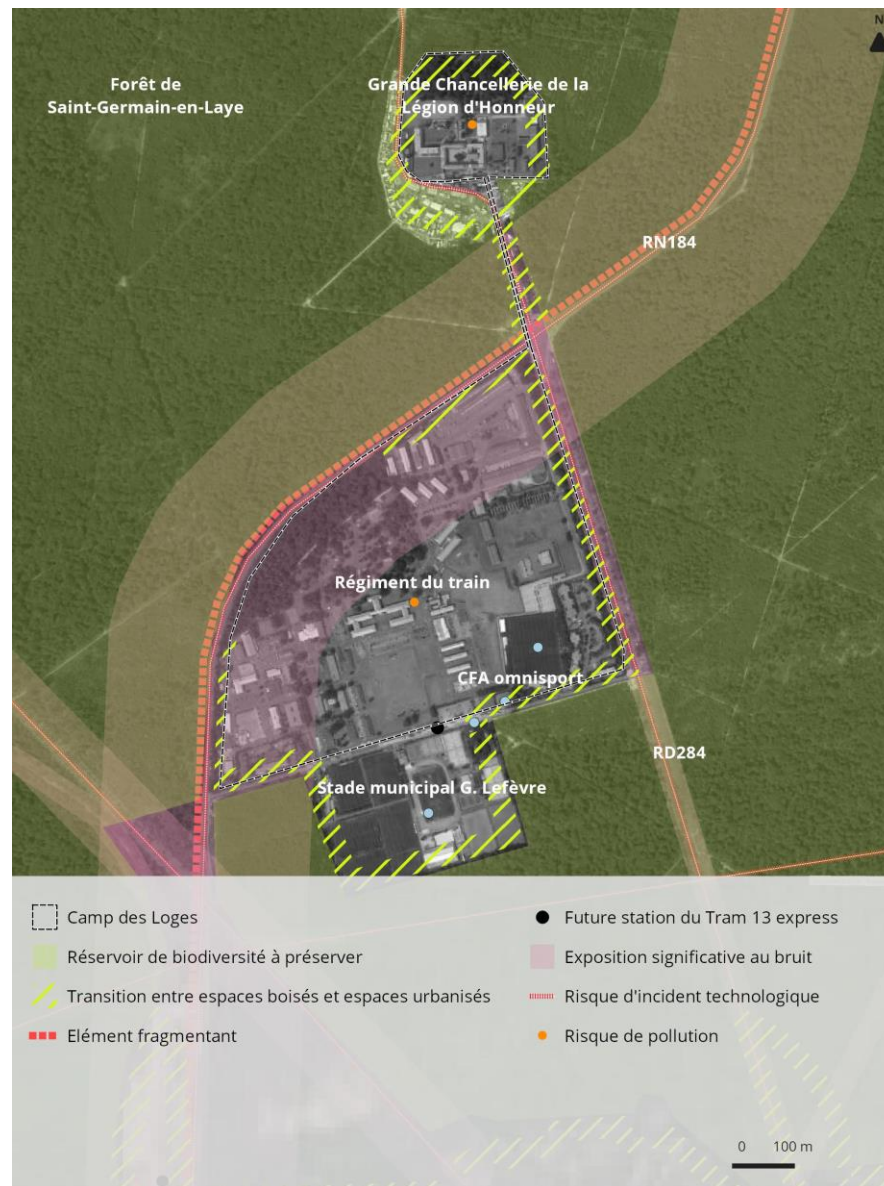 N
Forêt de
Saint-Germain-en-Laye
Grande Chancellerie de la
Légion d'Honneur
RN184
Régiment du train
CFA omnisport
RD284
Stade municipal G. Lefèvre
Camp des Loges
Réservoir de biodiversité à préserver
Transition entre espaces boisés et espaces urbanisés
Elément fragmentant
Future station du Tram 13 express
Exposition significative au bruit
Risque d'incident technologique
Risque de pollution
0 100 m